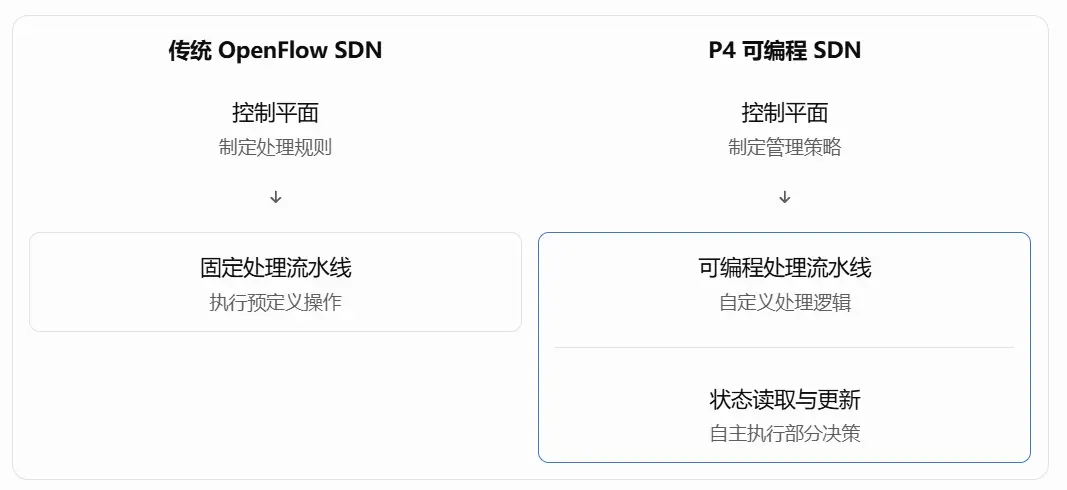 传统 OpenFlow SDN
控制平面
制定处理规则
↓
固定处理流水线
执行预定义操作
P4 可编程 SDN
控制平面
制定管理策略
↓
可编程处理流水线
自定义处理逻辑
状态读取与更新
自主执行部分决策